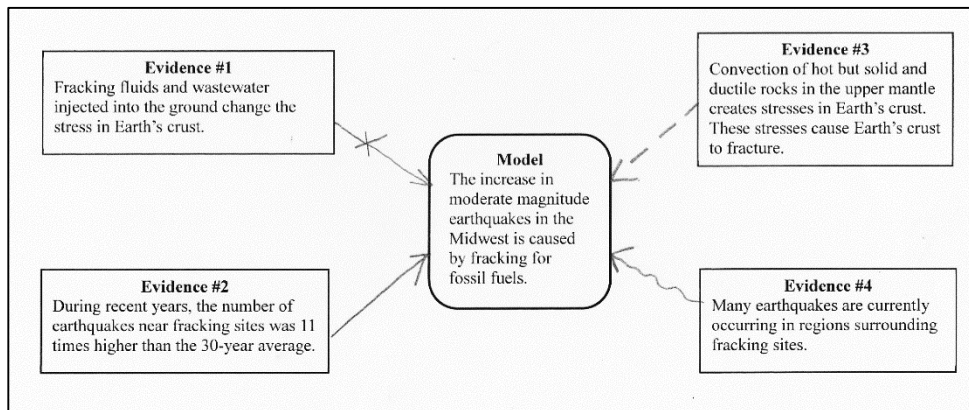 Evidence #1
Fracking fluids and wastewater
injected into the ground change the
stress in Earth's crust.
Evidence #2
During recent years, the number of
earthquakes near fracking sites was 11
times higher than the 30-year average.
Model
The increase in
moderate magnitude
earthquakes in the
Midwest is caused
by fracking for
fossil fuels.
Evidence #3
Convection of hot but solid and
ductile rocks in the upper mantle
creates stresses in Earth's crust.
These stresses cause Earth's crust
to fracture.
Evidence #4
Many earthquakes are currently
occurring in regions surrounding
fracking sites.